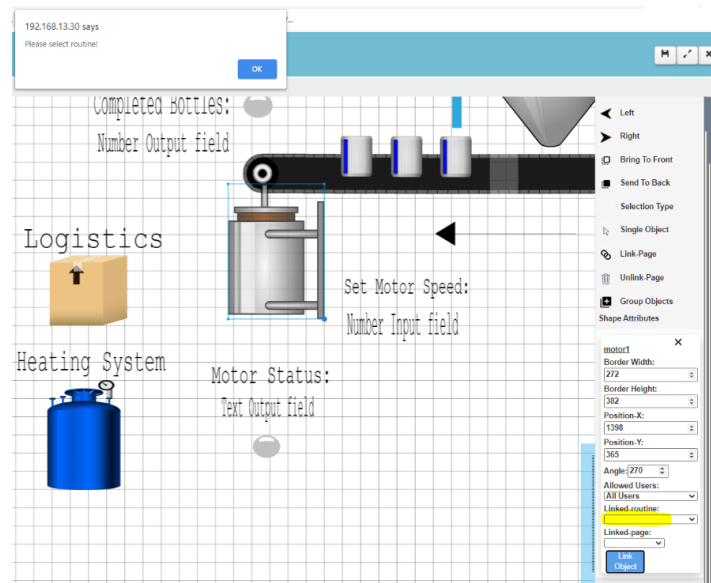 192.168.13.30 says
Please select routine!
OK
Completed Bottles:
Number Output field
Logistics
Set Motor Speed:
Number Input field
Heating System
Motor Status:
Text Output field
Left
Right
Bring To Front
Send To Back
Selection Type
Single Object
Link-Page
Unlink-Page
Group Objects
Shape Attributes
motor1
Border Width:
272
Border Height:
382
Position-X:
1398
Position-Y:
365
Angle: 270
Allowed Users:
All Users
Linked-routine:
Linked-page:
Link
Object